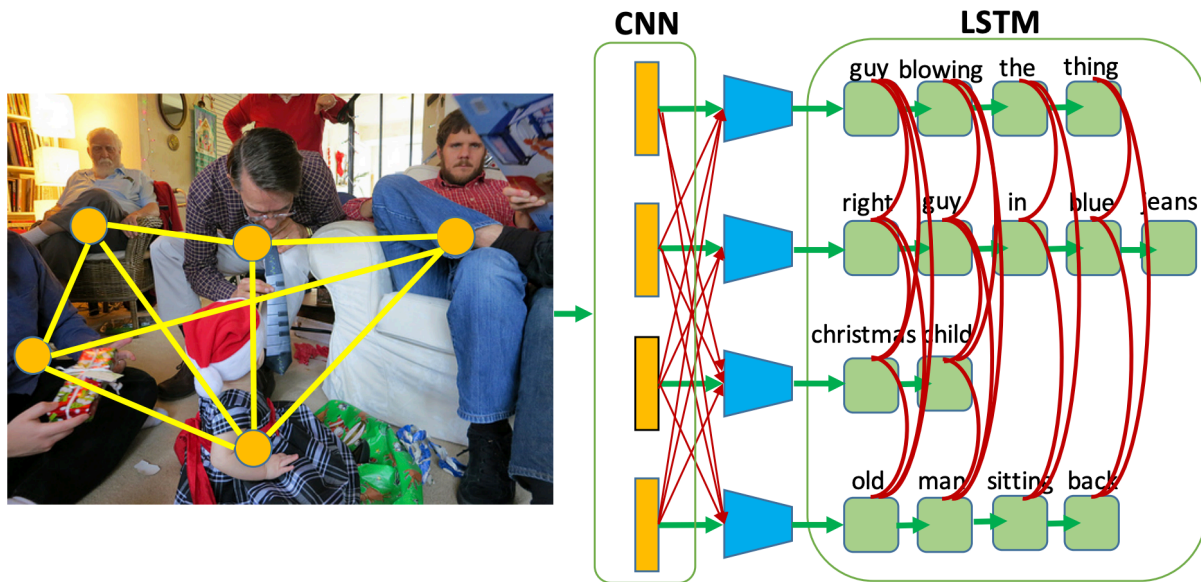 CNN LSTM
guy blowing the thing
right guy in blue jeans
christmas child
old man sitting back